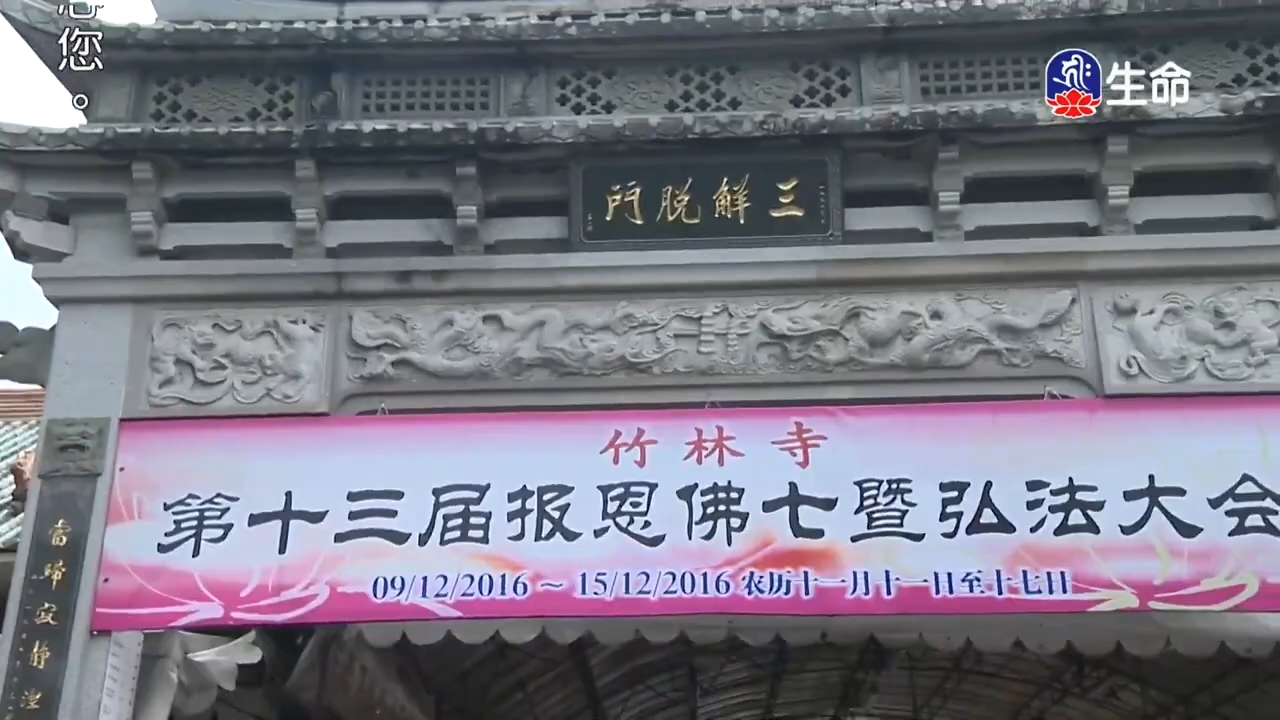 您。
生命
三解脱門
竹林寺
第十三届报恩佛七暨弘法大会
09/12/2016 ~ 15/12/2016 农历十一月十一日至十七日
當歸寂靜